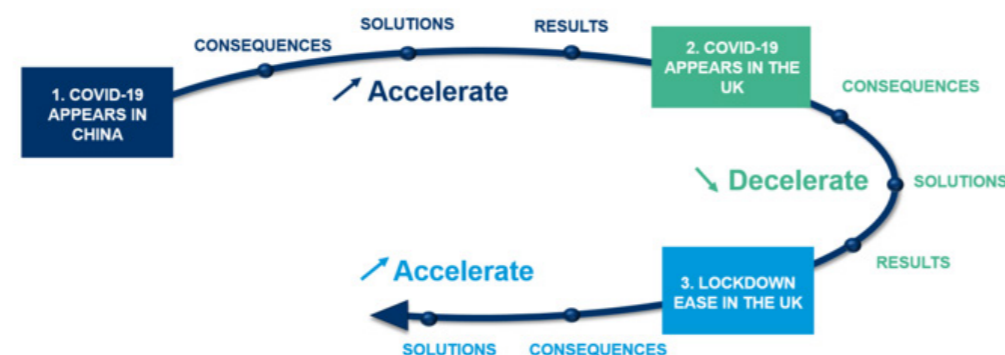 1. COVID-19
APPEARS IN
CHINA
CONSEQUENCES
SOLUTIONS
RESULTS
Accelerate
2. COVID-19
APPEARS IN THE
UK
CONSEQUENCES
Decelerate
SOLUTIONS
RESULTS
3. LOCKDOWN
EASE IN THE UK
Accelerate
CONSEQUENCES
SOLUTIONS